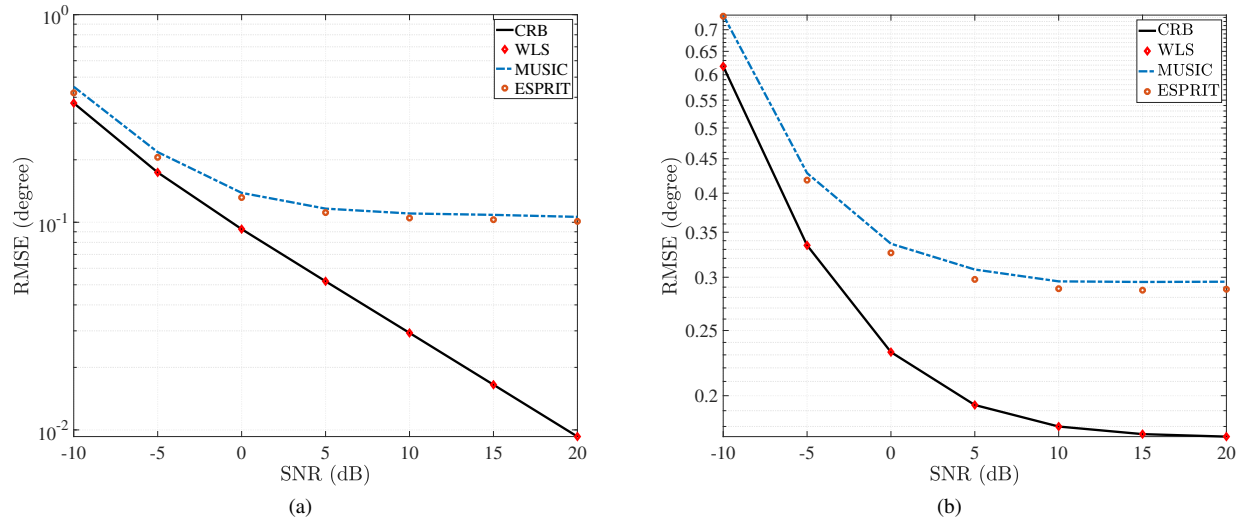 10^0
10^-1
10^-2
RMSE (degree)
-10 -5 0 5 10 15 20
SNR (dB)
CRB
WLS
MUSIC
ESPRIT
(a)
0.7
0.65
0.6
0.55
0.5
0.45
0.4
0.35
0.3
0.25
0.2
RMSE (degree)
-10 -5 0 5 10 15 20
SNR (dB)
CRB
WLS
MUSIC
ESPRIT
(b)